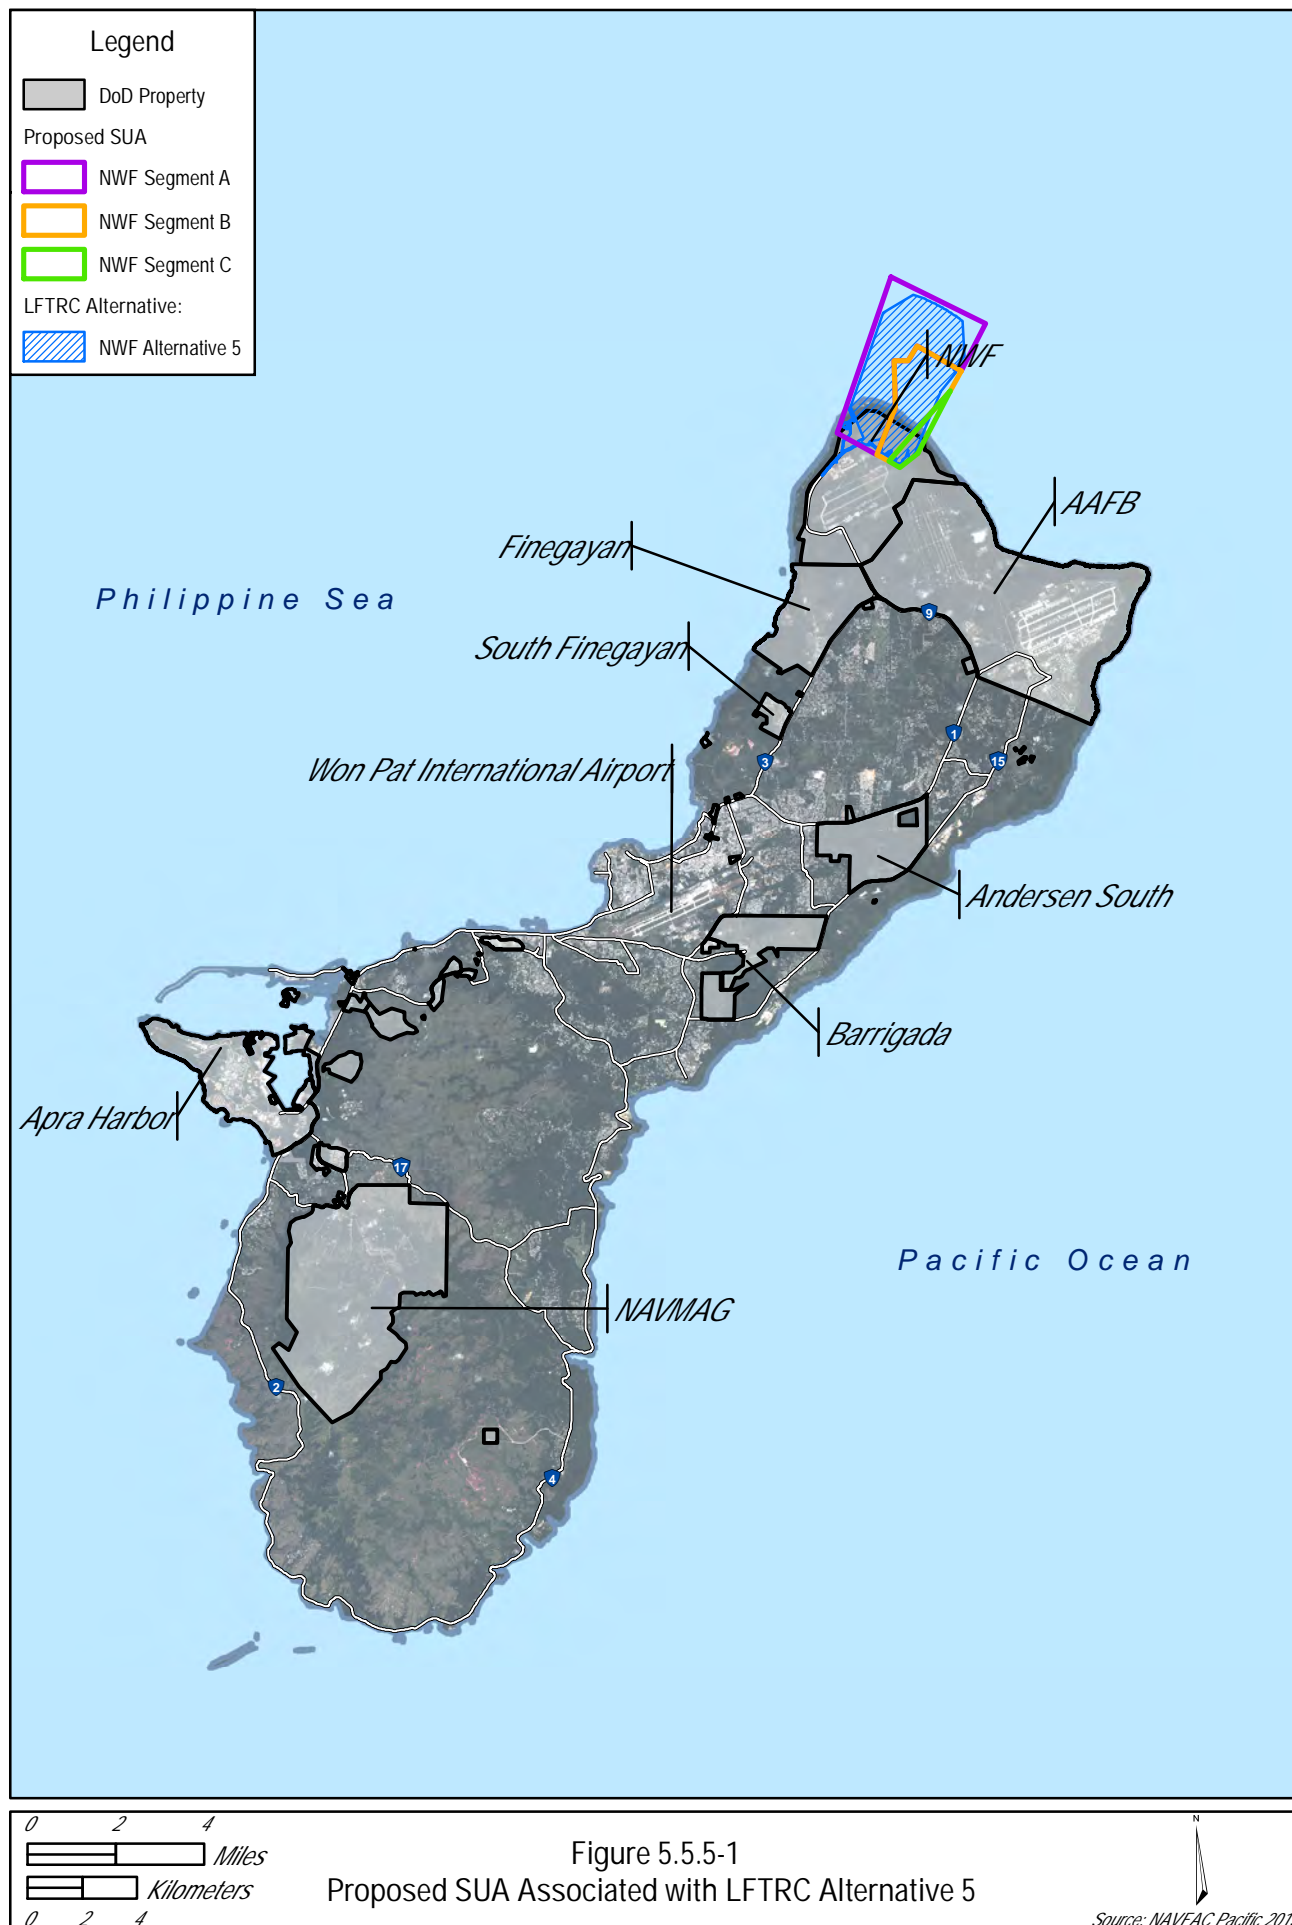 Legend
DoD Property
Proposed SUA
NWF Segment A
NWF Segment B
NWF Segment C
LFTRC Alternative:
NWF Alternative 5
NWF
AAFB
Finegayan
Philippine Sea
9
South Finegayan
1
Won Pat International Airport
3
15
Andersen South
Barrigada
Apra Harbor
17
Pacific Ocean
NAVMAG
2
4
0 2 4
Miles
Kilometers
0 2 4
Figure 5.5.5-1
Proposed SUA Associated with LFTRC Alternative 5
N
Source: NAVFAC Pacific